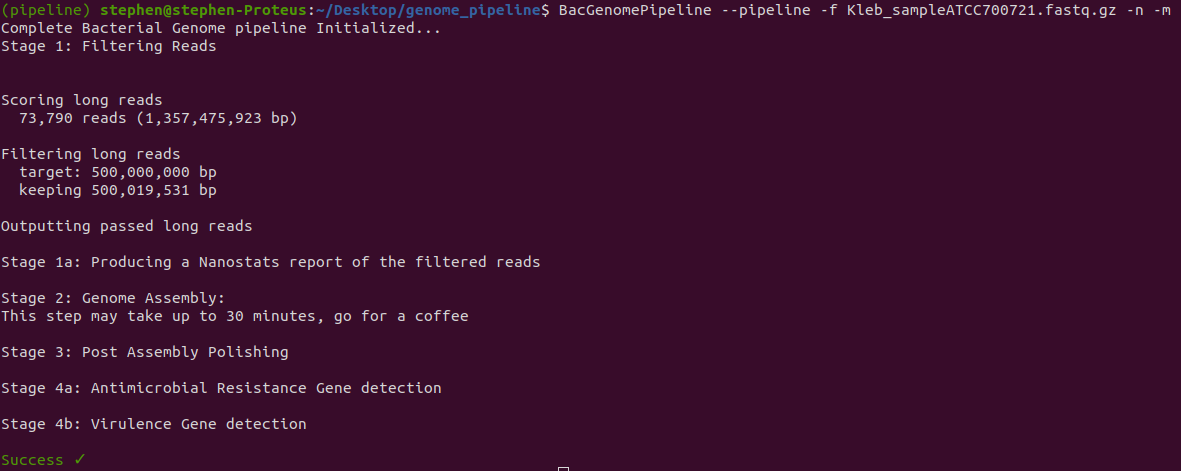 (pipeline) stephen@stephen-Proteus:~/Desktop/genome_pipeline$ BacGenomePipeline --pipeline -f Kleb_sampleATCC700721.fastq.gz -n -m
Complete Bacterial Genome pipeline Initialized...
Stage 1: Filtering Reads
Scoring long reads
73,790 reads (1,357,475,923 bp)
Filtering long reads
target: 500,000,000 bp
keeping 500,019,531 bp
Outputting passed long reads
Stage 1a: Producing a Nanostats report of the filtered reads
Stage 2: Genome Assembly:
This step may take up to 30 minutes, go for a coffee
Stage 3: Post Assembly Polishing
Stage 4a: Antimicrobial Resistance Gene detection
Stage 4b: Virulence Gene detection
Success ✓